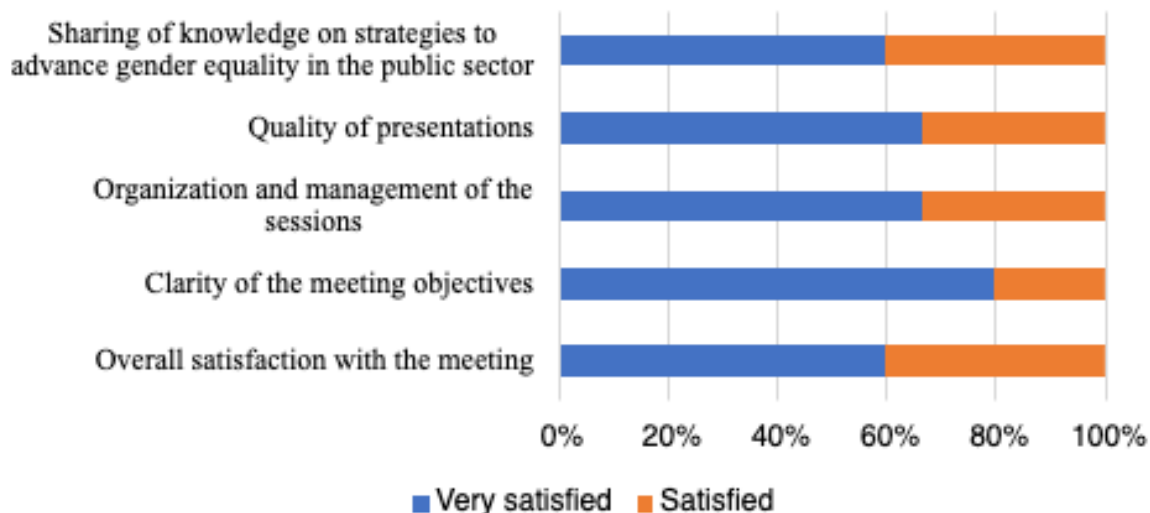 Sharing of knowledge on strategies to
advance gender equality in the public sector
Quality of presentations
Organization and management of the
sessions
Clarity of the meeting objectives
Overall satisfaction with the meeting
0% 20% 40% 60% 80% 100%
Very satisfied Satisfied